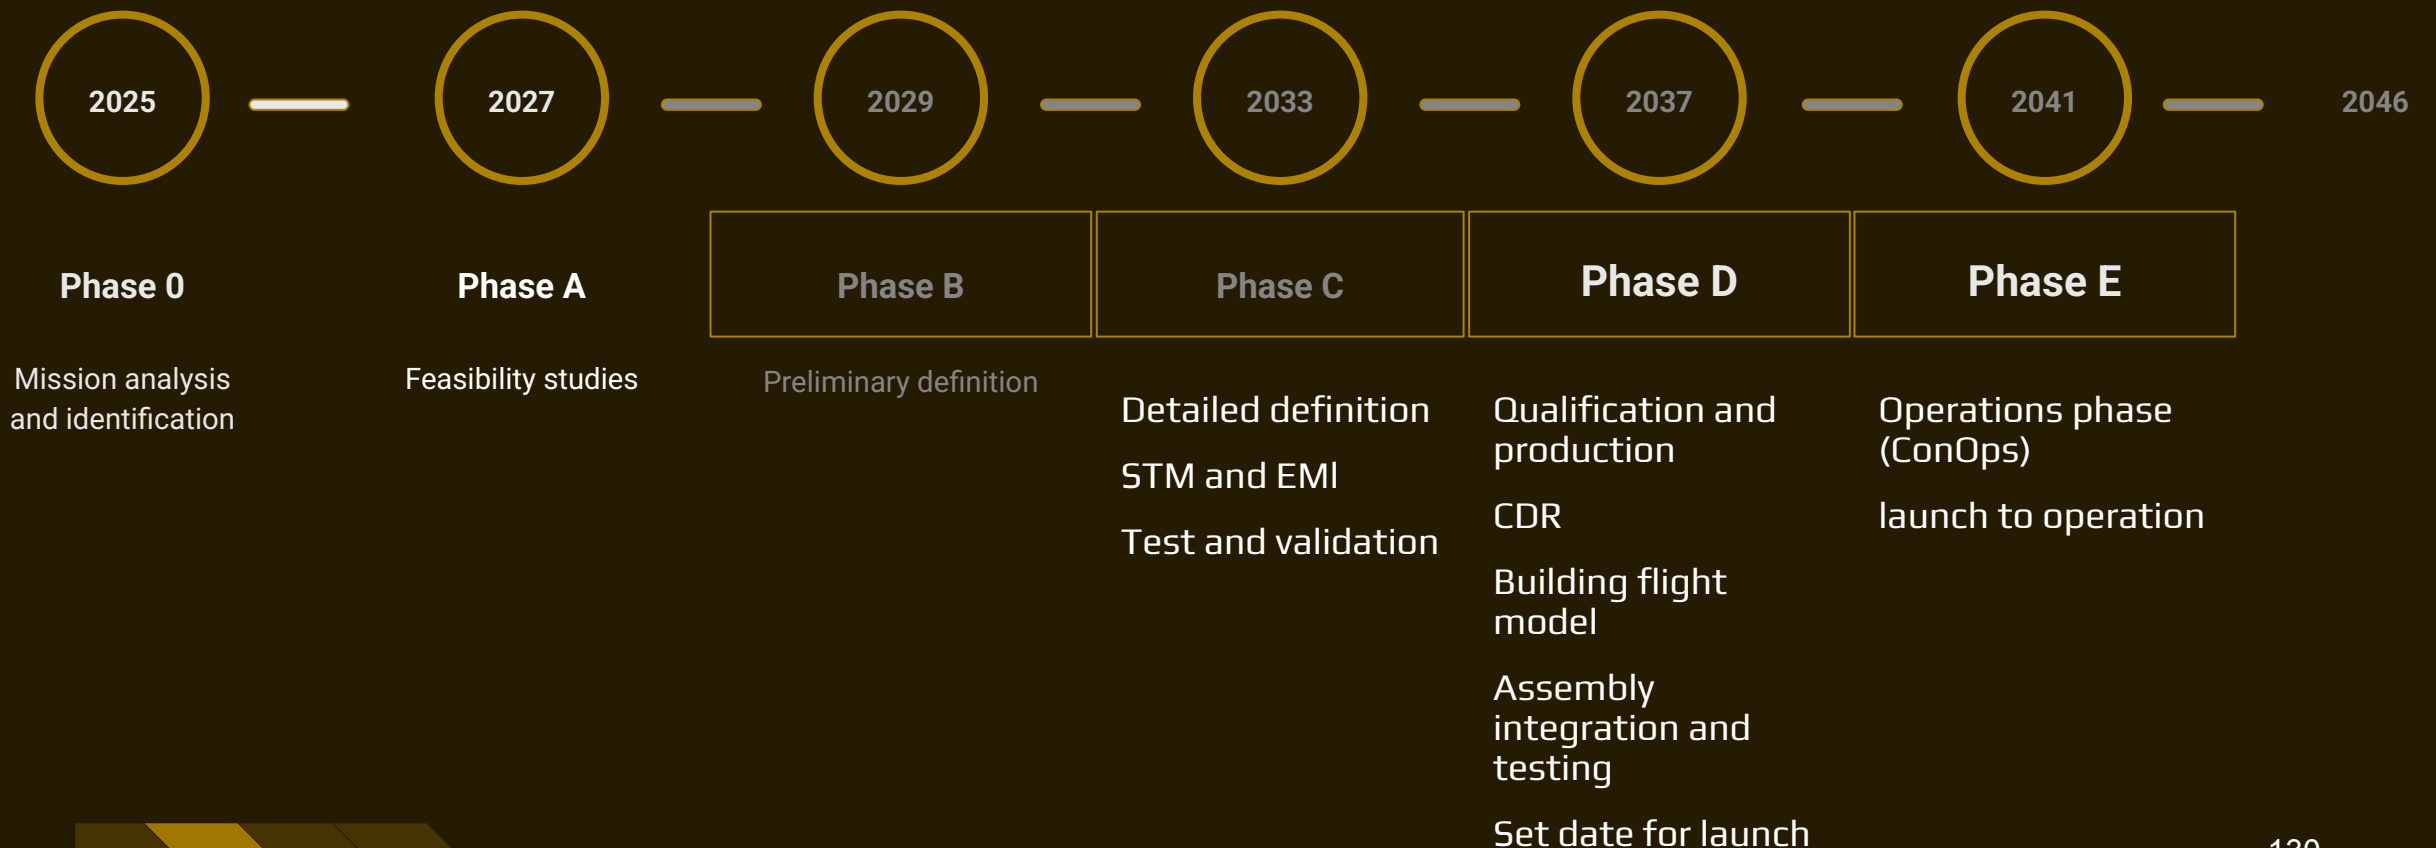 2025
2027
2029
2033
2037
2041
2046
Phase 0
Phase A
Phase B
Phase C
Phase D
Phase E
Mission analysis
and identification
Feasibility studies
Preliminary definition
Detailed definition
STM and EMl
Test and validation
Qualification and
production
CDR
Building flight
model
Assembly
integration and
testing
Set date for launch
Operations phase
(ConOps)
launch to operation